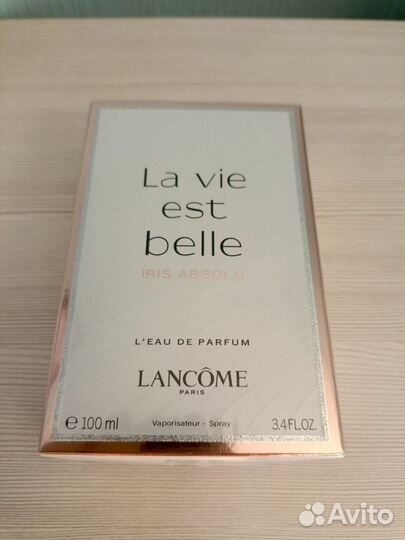 La vie
est
belle
IRIS ABSOLU
L'EAU DE PARFUM
LANCÔME
PARIS
℮ 100 ml Vaporisateur - Spray 3.4 FL.OZ.
Avito